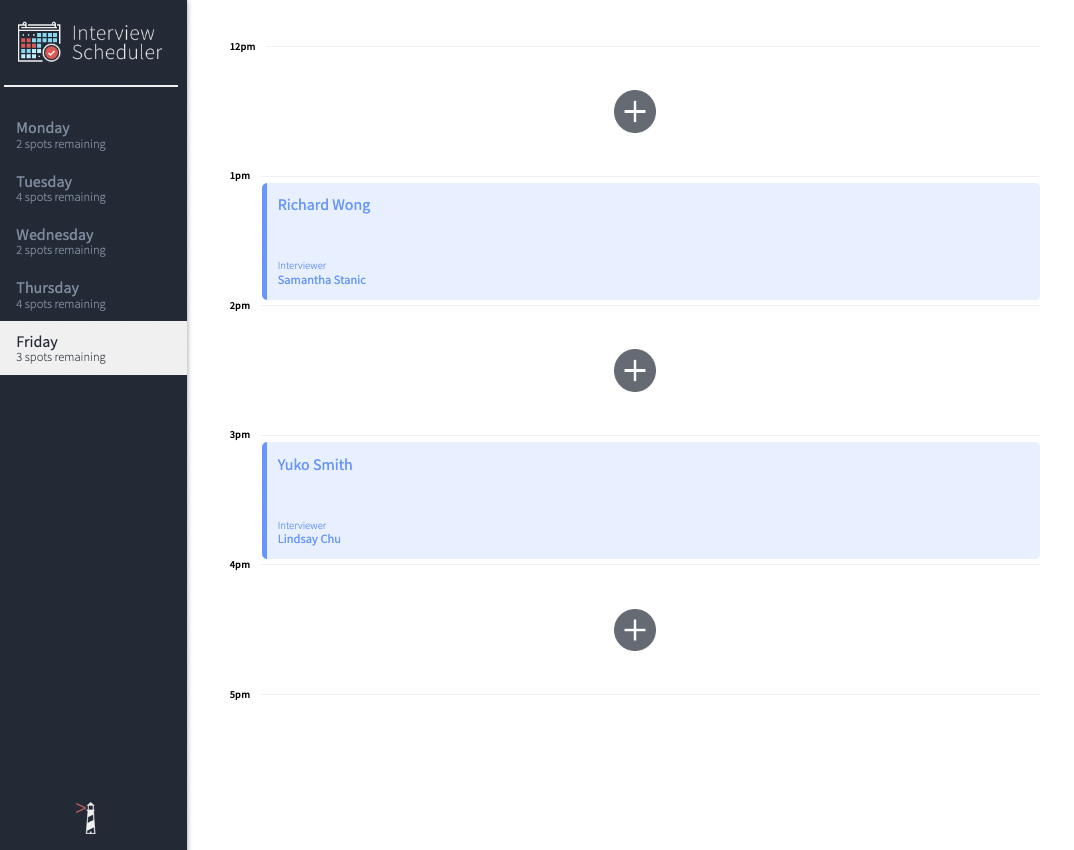 Interview
Scheduler
Monday
2 spots remaining
Tuesday
4 spots remaining
Wednesday
2 spots remaining
Thursday
4 spots remaining
Friday
3 spots remaining
12pm
1pm
Richard Wong
Interviewer
Samantha Stanic
2pm
3pm
Yuko Smith
Interviewer
Lindsay Chu
4pm
5pm